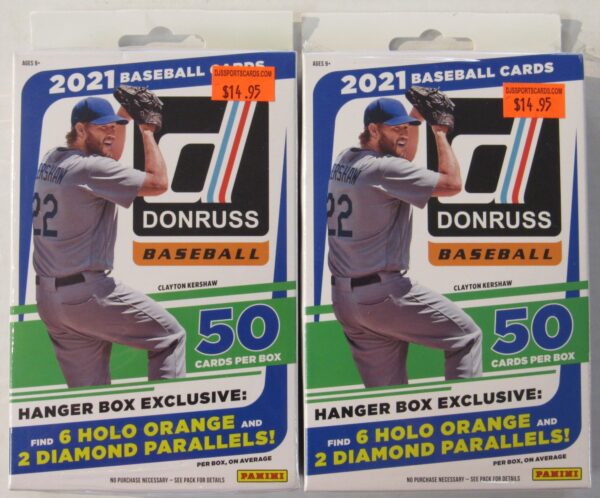 AGES 9+
2021 BASEBALL CARDS
DJSSPORTSCARDS.COM
$14.95
ERSHAW
22
d
DONRUSS
BASEBALL
CLAYTON KERSHAW
50
CARDS PER BOX
HANGER BOX EXCLUSIVE:
FIND 6 HOLO ORANGE AND
2 DIAMOND PARALLELS!
PER BOX, ON AVERAGE
NO PURCHASE NECESSARY — SEE PACK FOR DETAILS
PANINI
AGES 9+
2021 BASEBALL CARDS
DJSSPORTSCARDS.COM
$14.95
ERSHAW
22
d
DONRUSS
BASEBALL
CLAYTON KERSHAW
50
CARDS PER BOX
HANGER BOX EXCLUSIVE:
FIND 6 HOLO ORANGE AND
2 DIAMOND PARALLELS!
PER BOX, ON AVERAGE
NO PURCHASE NECESSARY — SEE PACK FOR DETAILS
PANINI